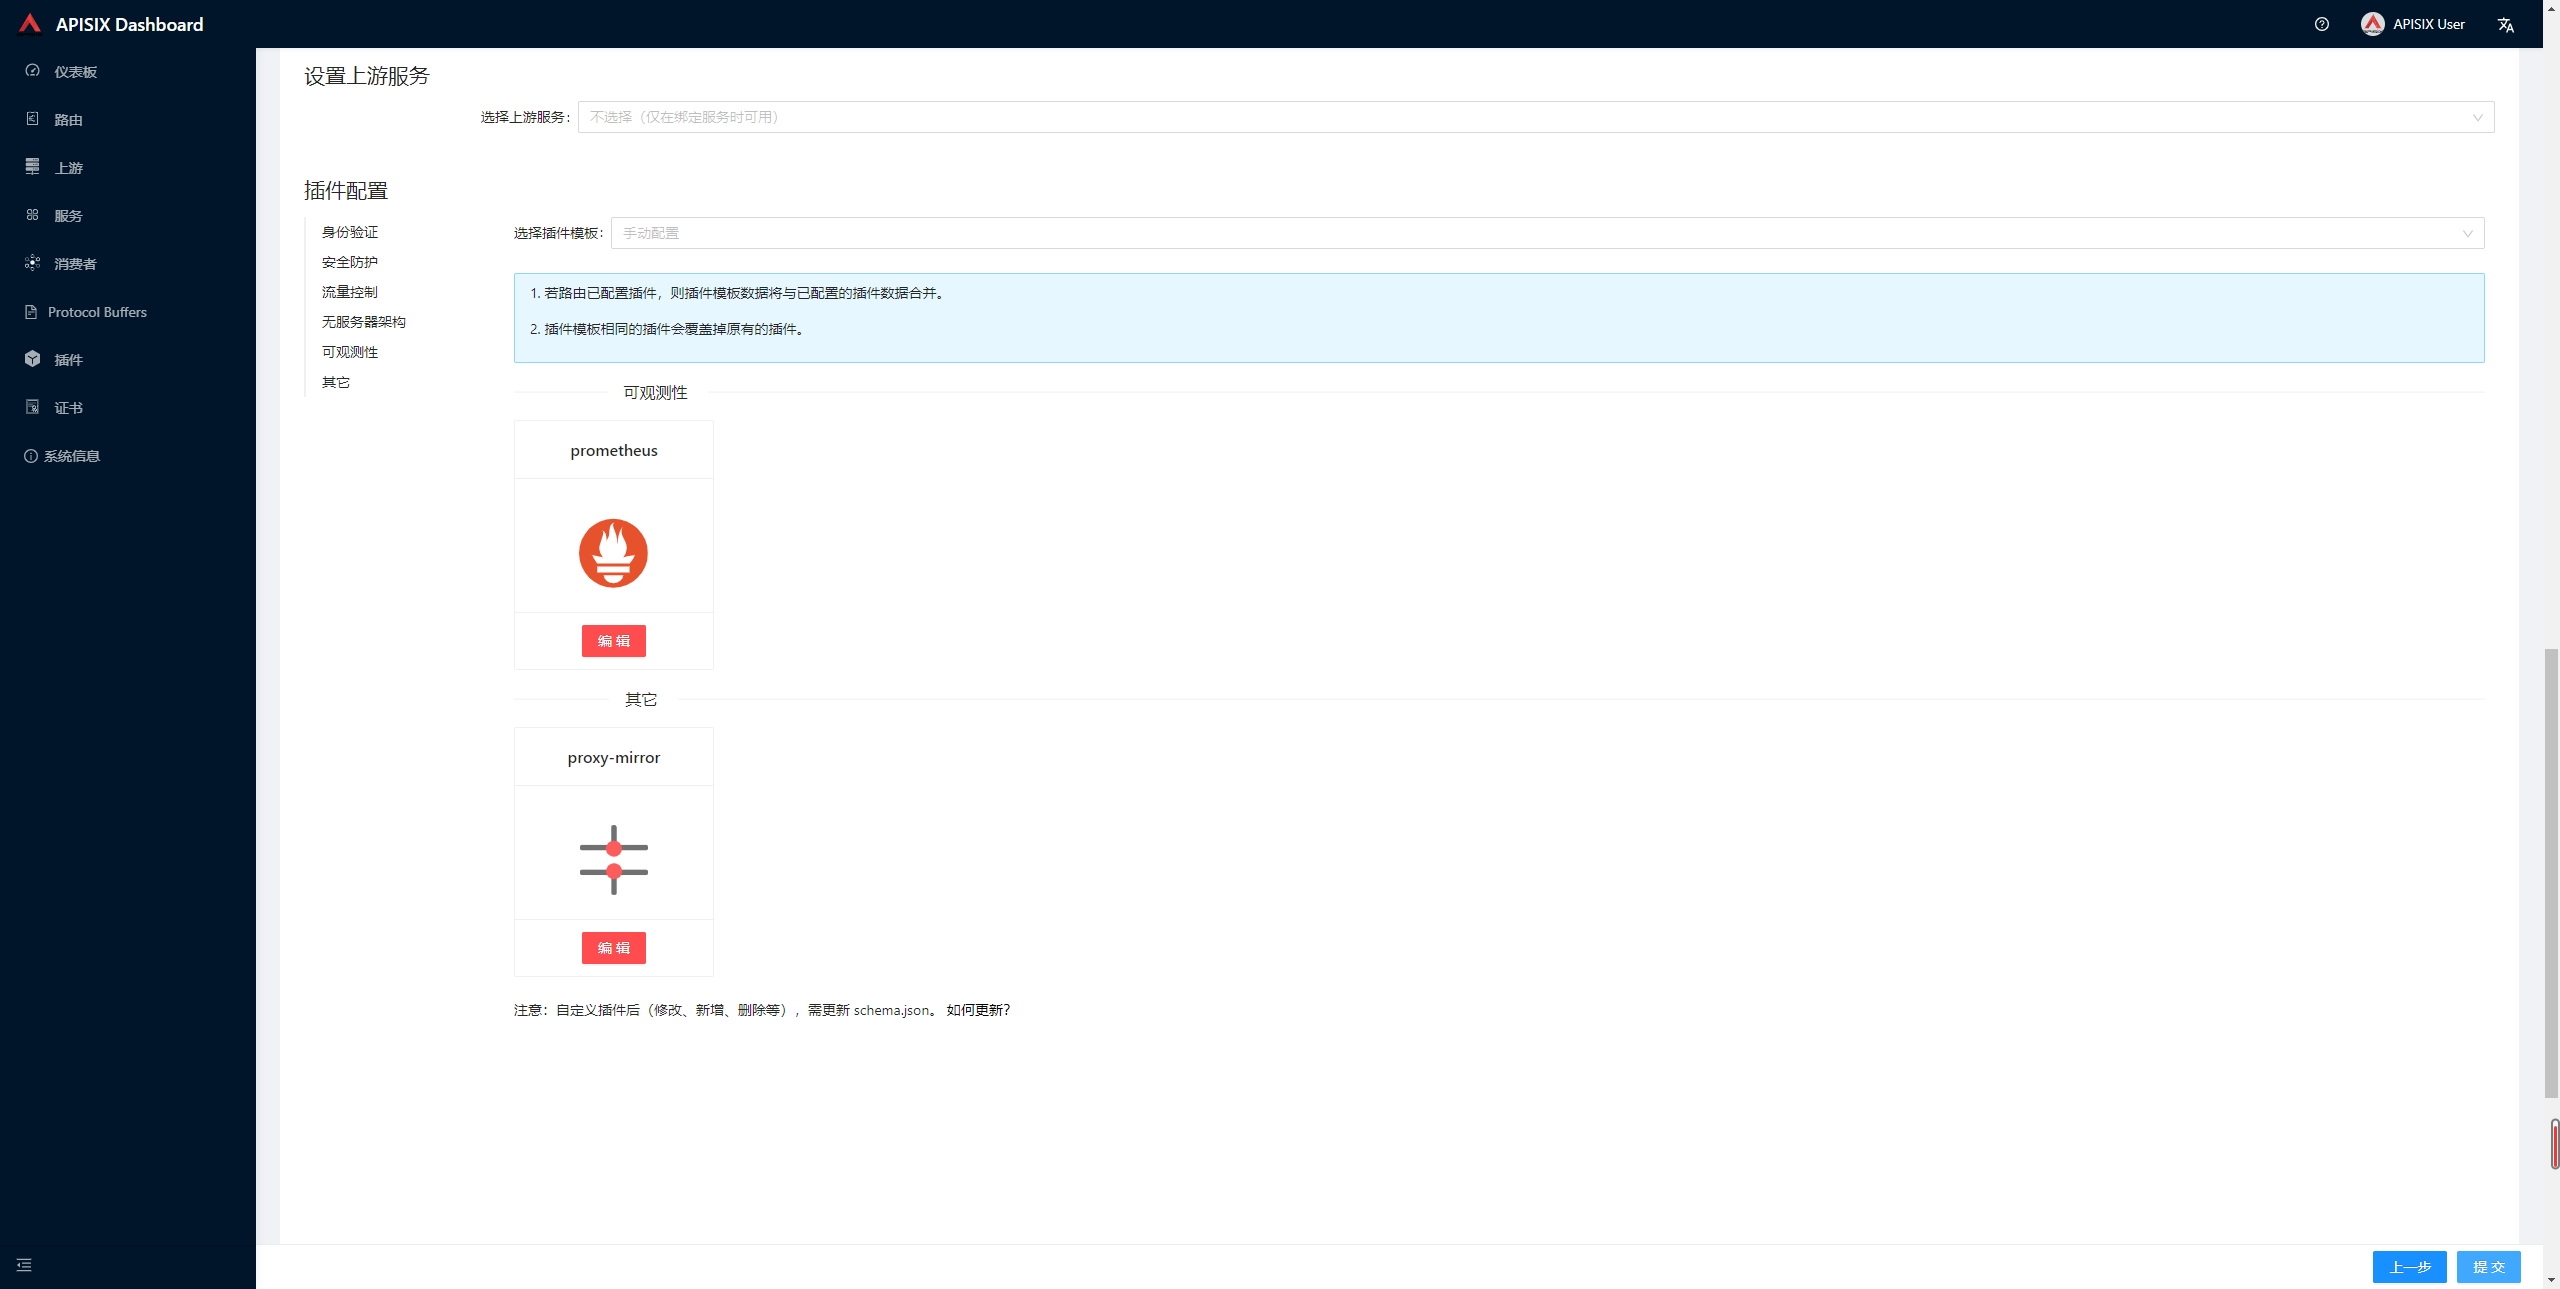 APISIX Dashboard
APISIX User
仪表板
路由
上游
服务
消费者
Protocol Buffers
插件
证书
系统信息
设置上游服务
选择上游服务：
不选择（仅在绑定服务时可用）
插件配置
身份验证
安全防护
流量控制
无服务器架构
可观测性
其它
选择插件模板：
手动配置
1. 若路由已配置插件，则插件模板数据将与已配置的插件数据合并。
2. 插件模板相同的插件会覆盖掉原有的插件。
可观测性
prometheus
编 辑
其它
proxy-mirror
编 辑
注意：自定义插件后（修改、新增、删除等），需更新 schema.json。 如何更新？
上一步
提 交